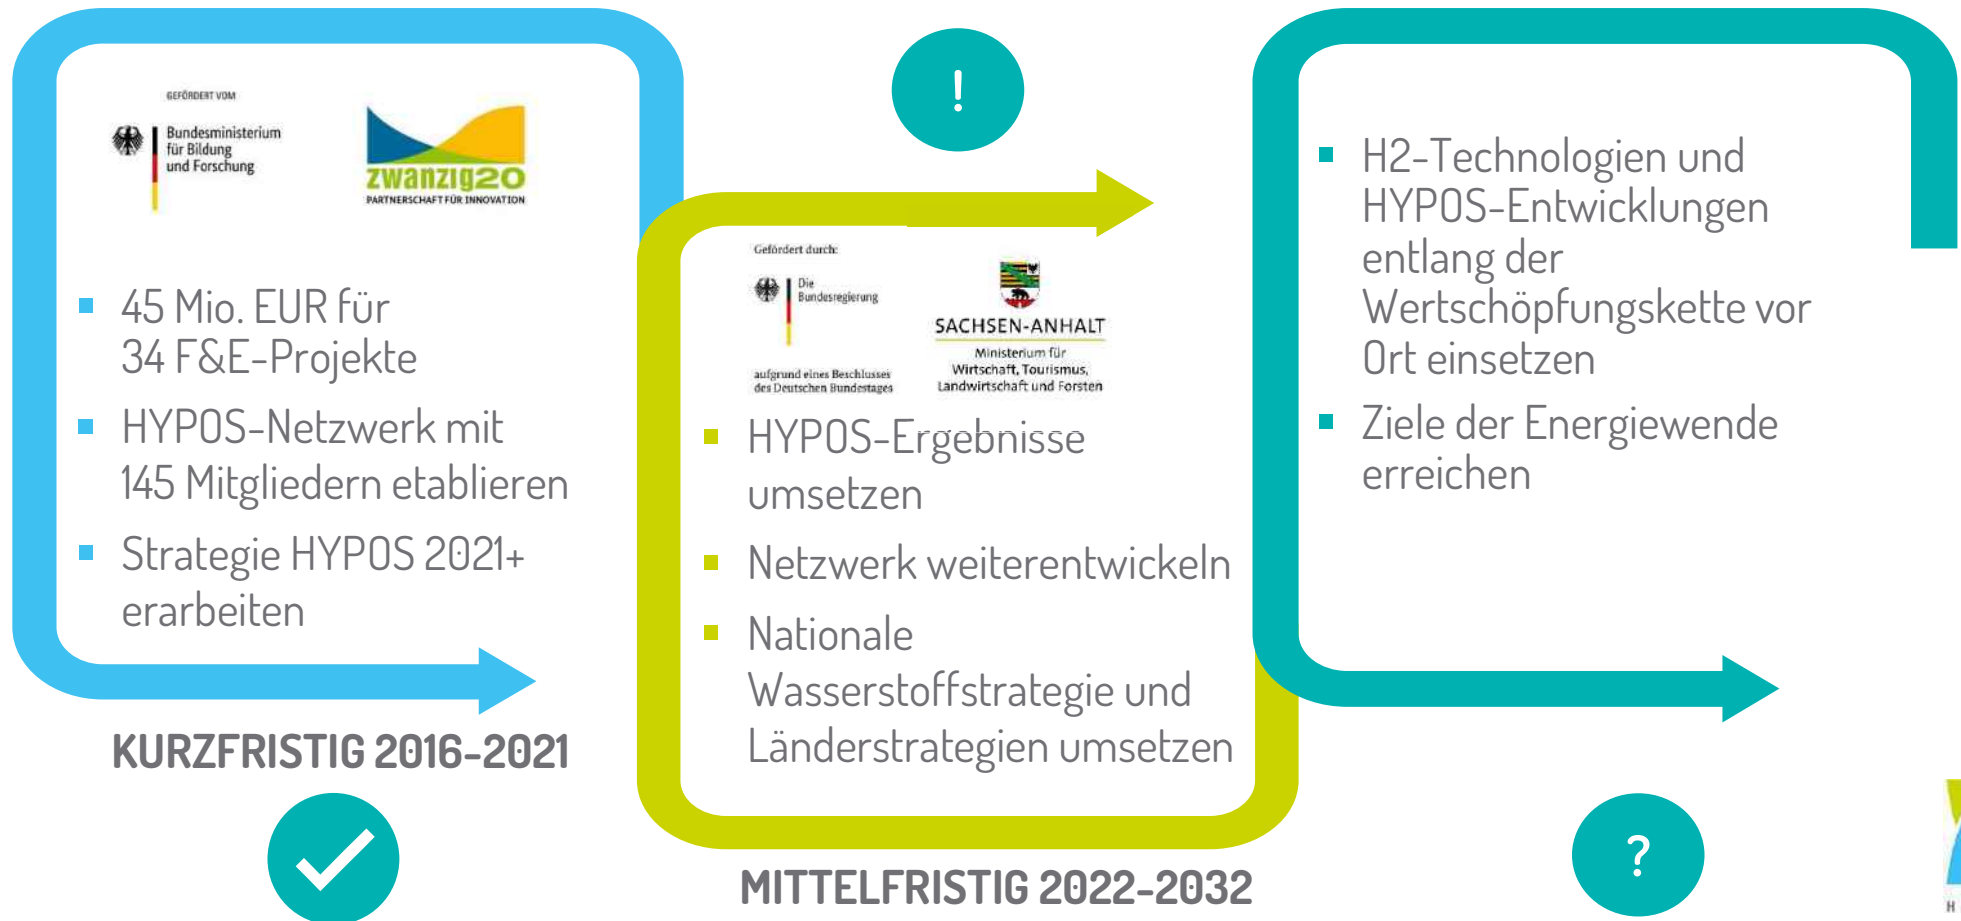 GEFÖRDERT VOM
Bundesministerium
für Bildung
und Forschung
zwanzig20
PARTNERSCHAFT FÜR INNOVATION
45 Mio. EUR für
34 F&E-Projekte
HYPOS-Netzwerk mit
145 Mitgliedern etablieren
Strategie HYPOS 2021+
erarbeiten
KURZFRISTIG 2016-2021
!
Gefördert durch:
Die
Bundesregierung
aufgrund eines Beschlusses
des Deutschen Bundestages
SACHSEN-ANHALT
Ministerium für
Wirtschaft, Tourismus,
Landwirtschaft und Forsten
HYPOS-Ergebnisse
umsetzen
Netzwerk weiterentwickeln
Nationale
Wasserstoffstrategie und
Länderstrategien umsetzen
MITTELFRISTIG 2022-2032
H2-Technologien und
HYPOS-Entwicklungen
entlang der
Wertschöpfungskette vor
Ort einsetzen
Ziele der Energiewende
erreichen
?
H